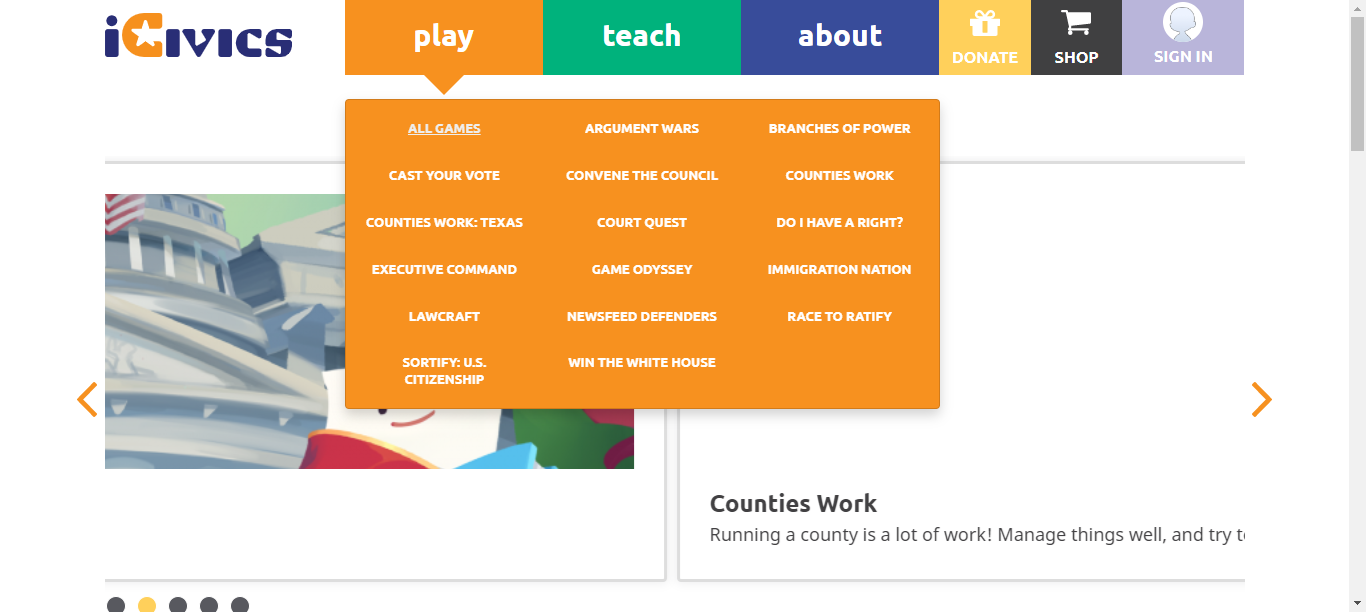 iCivics
play
teach
about
DONATE
SHOP
SIGN IN
ALL GAMES
ARGUMENT WARS
BRANCHES OF POWER
CAST YOUR VOTE
CONVENE THE COUNCIL
COUNTIES WORK
COUNTIES WORK: TEXAS
COURT QUEST
DO I HAVE A RIGHT?
EXECUTIVE COMMAND
GAME ODYSSEY
IMMIGRATION NATION
LAWCRAFT
NEWSFEED DEFENDERS
RACE TO RATIFY
SORTIFY: U.S.
CITIZENSHIP
WIN THE WHITE HOUSE
Counties Work
Running a county is a lot of work! Manage things well, and try